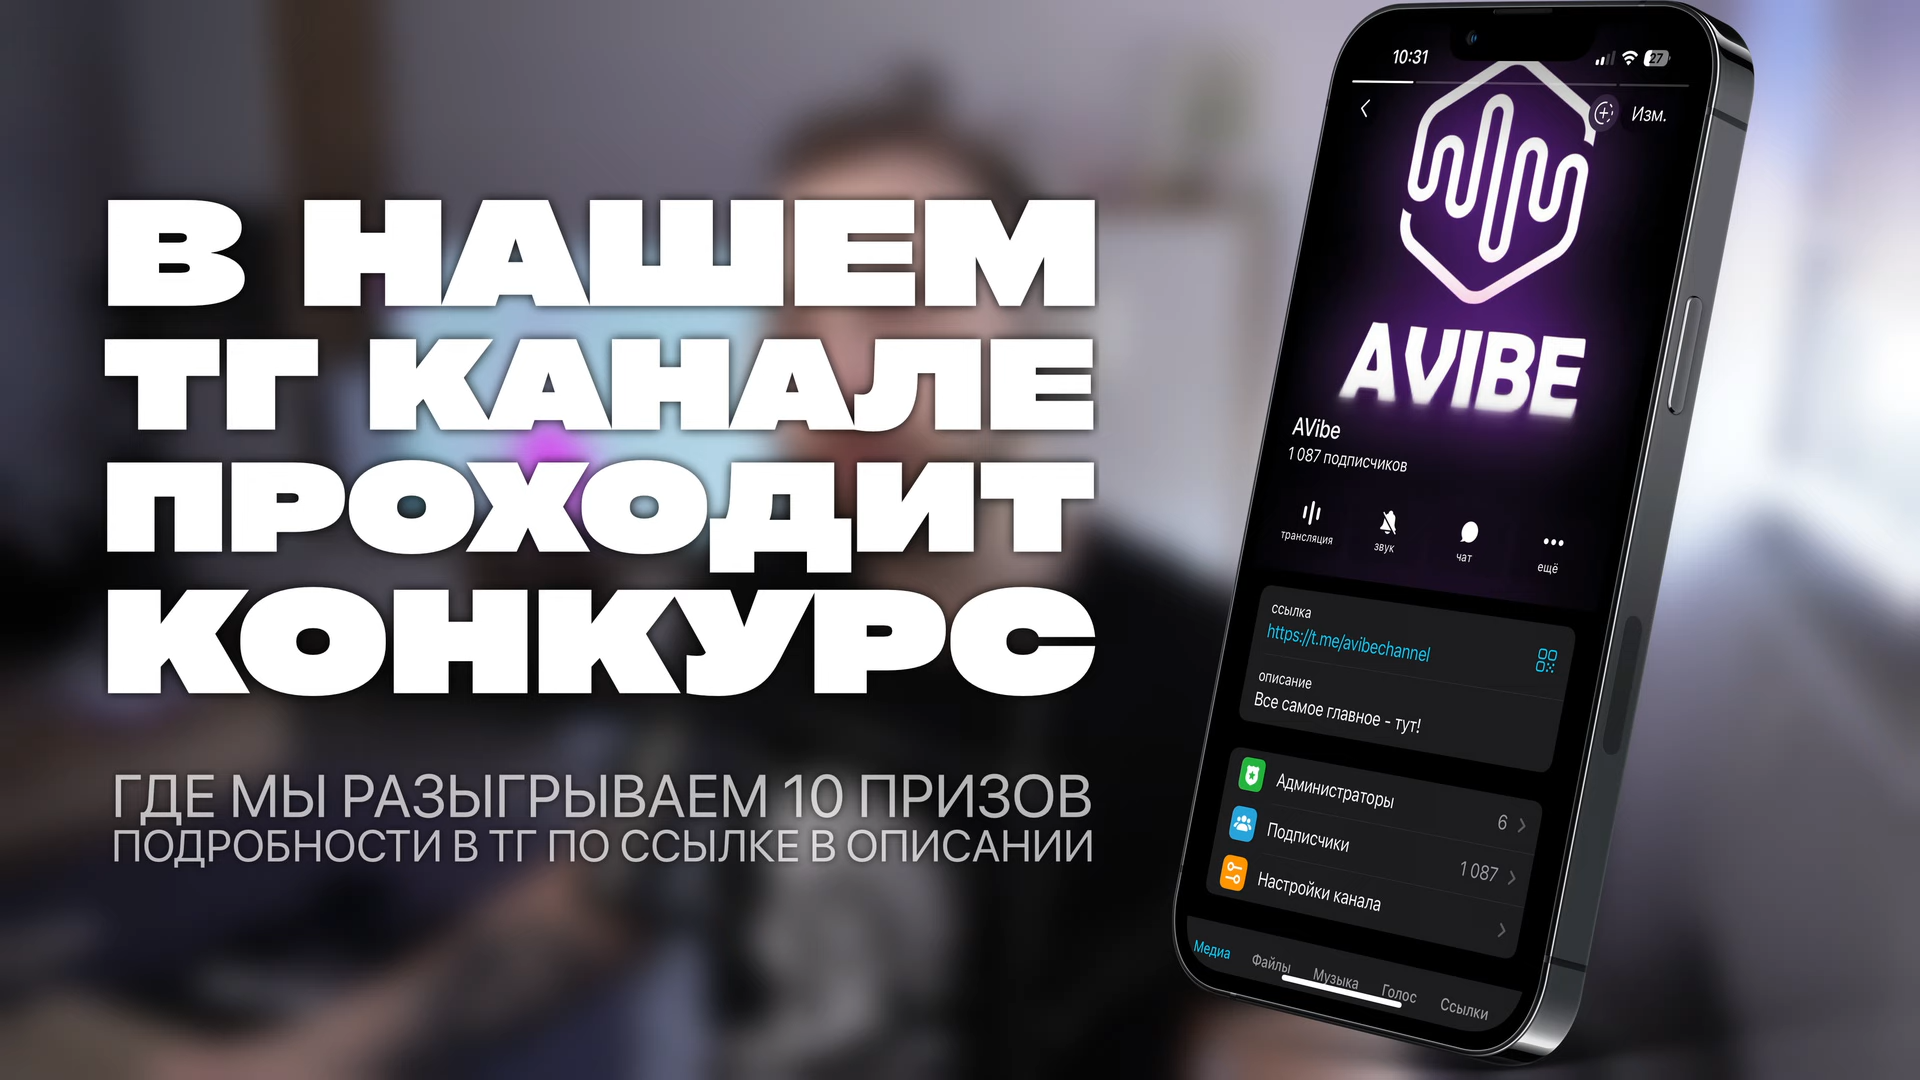 В НАШЕМ
ТГ КАНАЛЕ
ПРОХОДИТ
КОНКУРС
ГДЕ МЫ РАЗЫГРЫВАЕМ 10 ПРИЗОВ
ПОДРОБНОСТИ В ТГ ПО ССЫЛКЕ В ОПИСАНИИ
10:31
27
Изм.
AVIBE
AVibe
1 087 подписчиков
трансляция звук чат ещё
ссылка
https://t.me/avibechannel
описание
Все самое главное - тут!
Администраторы 6
Подписчики 1 087
Настройки канала
Медиа Файлы Музыка Голос Ссылки